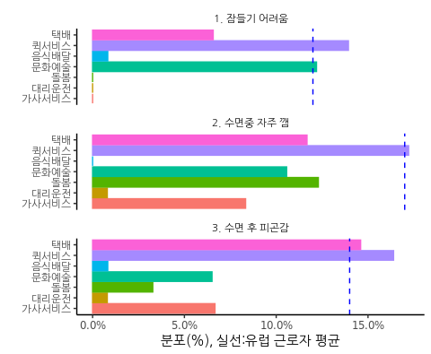 1. 잠들기 어려움
택배
퀵서비스
음식배달
문화예술
돌봄
대리운전
가사서비스
2. 수면중 자주 깸
택배
퀵서비스
음식배달
문화예술
돌봄
대리운전
가사서비스
3. 수면 후 피곤감
택배
퀵서비스
음식배달
문화예술
돌봄
대리운전
가사서비스
0.0% 5.0% 10.0% 15.0%
분포(%), 실선:유럽 근로자 평균